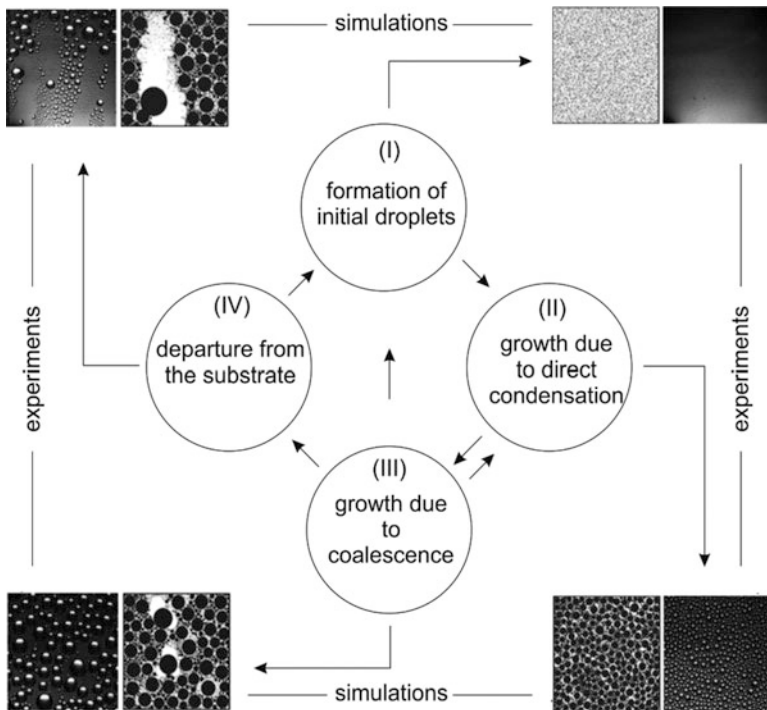 simulations
(I)
formation of
initial droplets
(IV)
departure from
the substrate
(II)
growth due
to direct
condensation
experiments
experiments
(III)
growth due
to
coalescence
simulations